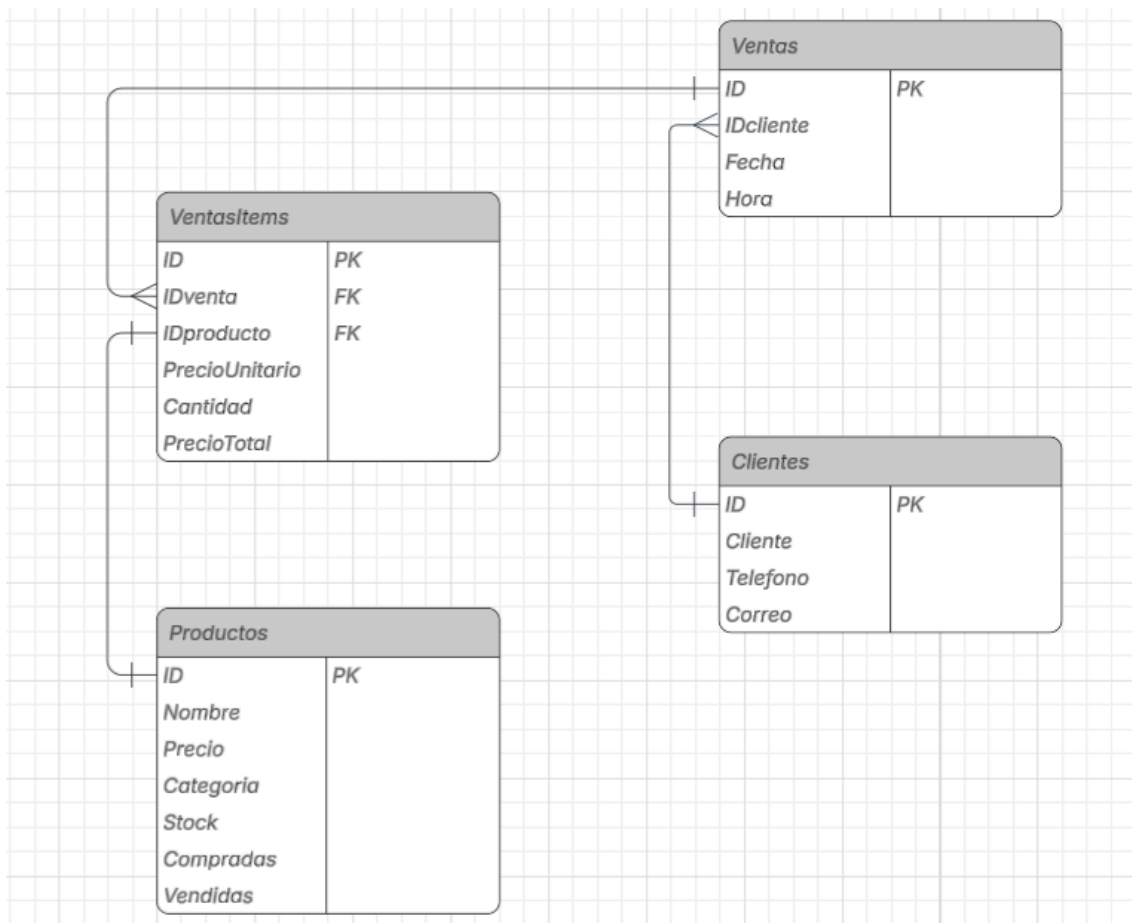 Ventas
ID PK
IDcliente
Fecha
Hora
VentasItems
ID PK
IDventa FK
IDproducto FK
PrecioUnitario
Cantidad
PrecioTotal
Clientes
ID PK
Cliente
Telefono
Correo
Productos
ID PK
Nombre
Precio
Categoria
Stock
Compradas
Vendidas